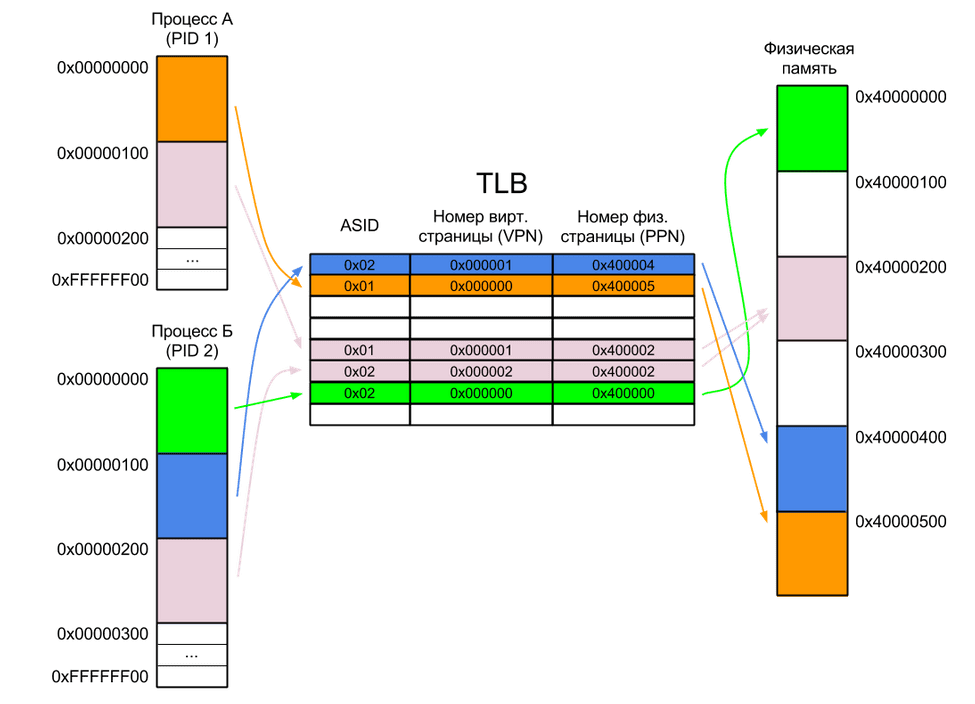 Процесс А
(PID 1)
0x00000000
0x00000100
0x00000200
...
0xFFFFFF00
Процесс Б
(PID 2)
0x00000000
0x00000100
0x00000200
0x00000300
...
0xFFFFFF00
TLB
ASID
Номер вирт.
страницы (VPN)
Номер физ.
страницы (PPN)
0x02 0x000001 0x400004
0x01 0x000000 0x400005
0x01 0x000001 0x400002
0x02 0x000002 0x400002
0x02 0x000000 0x400000
Физическая
память
0x40000000
0x40000100
0x40000200
0x40000300
0x40000400
0x40000500